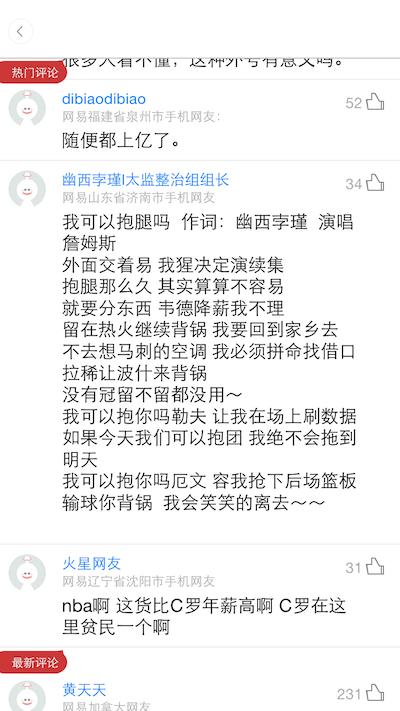 很多人看不懂，这种外号有意义吗。
热门评论
dibiaodibiao
52
网易福建省泉州市手机网友：
随便都上亿了。
幽西孛瑾l太监整治组组长
34
网易山东省济南市手机网友
我可以抱腿吗 作词：幽西孛瑾 演唱
詹姆斯
外面交着易 我猩决定演续集
抱腿那么久 其实算算不容易
就要分东西 韦德降薪我不理
留在热火继续背锅 我要回到家乡去
不去想马刺的空调 我必须拼命找借口
拉稀让波什来背锅
没有冠留不留都没用～
我可以抱你吗勒夫 让我在场上刷数据
如果今天我们可以抱团 我绝不会拖到
明天
我可以抱你吗厄文 容我抢下后场篮板
输球你背锅 我会笑笑的离去～～
火星网友
31
网易辽宁省沈阳市手机网友
nba啊 这货比C罗年薪高啊 C罗在这
里贫民一个啊
最新评论
黄天天
231
网易加拿大网友